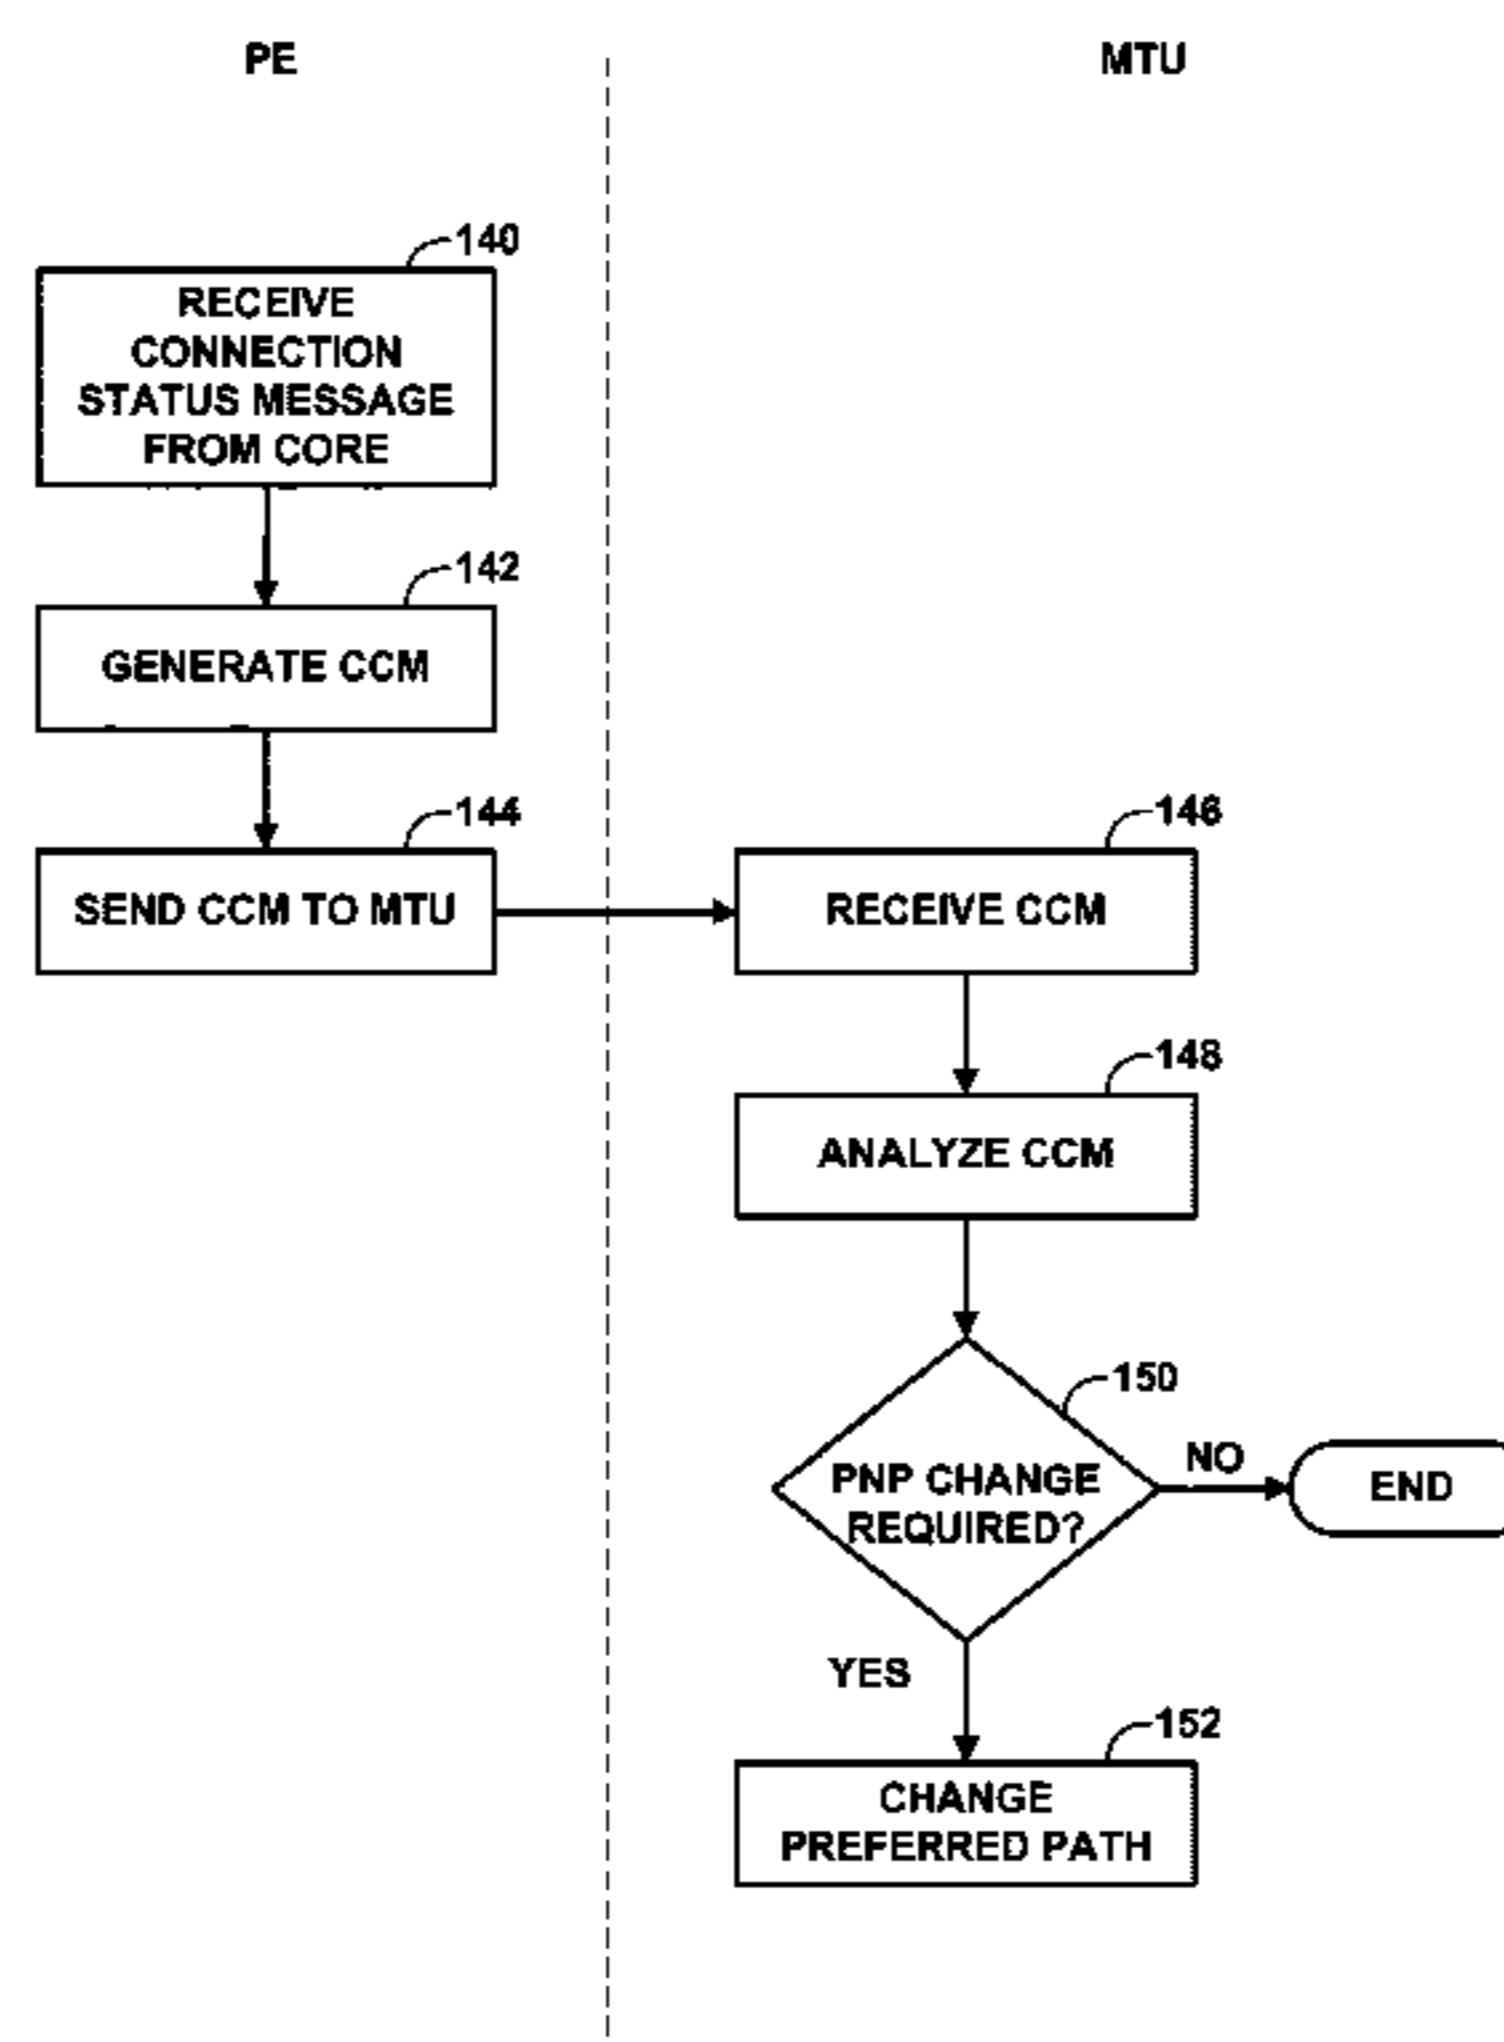 PE
MTU
140
RECEIVE
CONNECTION
STATUS MESSAGE
FROM CORE
142
GENERATE CCM
144
SEND CCM TO MTU
146
RECEIVE CCM
148
ANALYZE CCM
150
PNP CHANGE
REQUIRED?
NO
END
YES
152
CHANGE
PREFERRED PATH